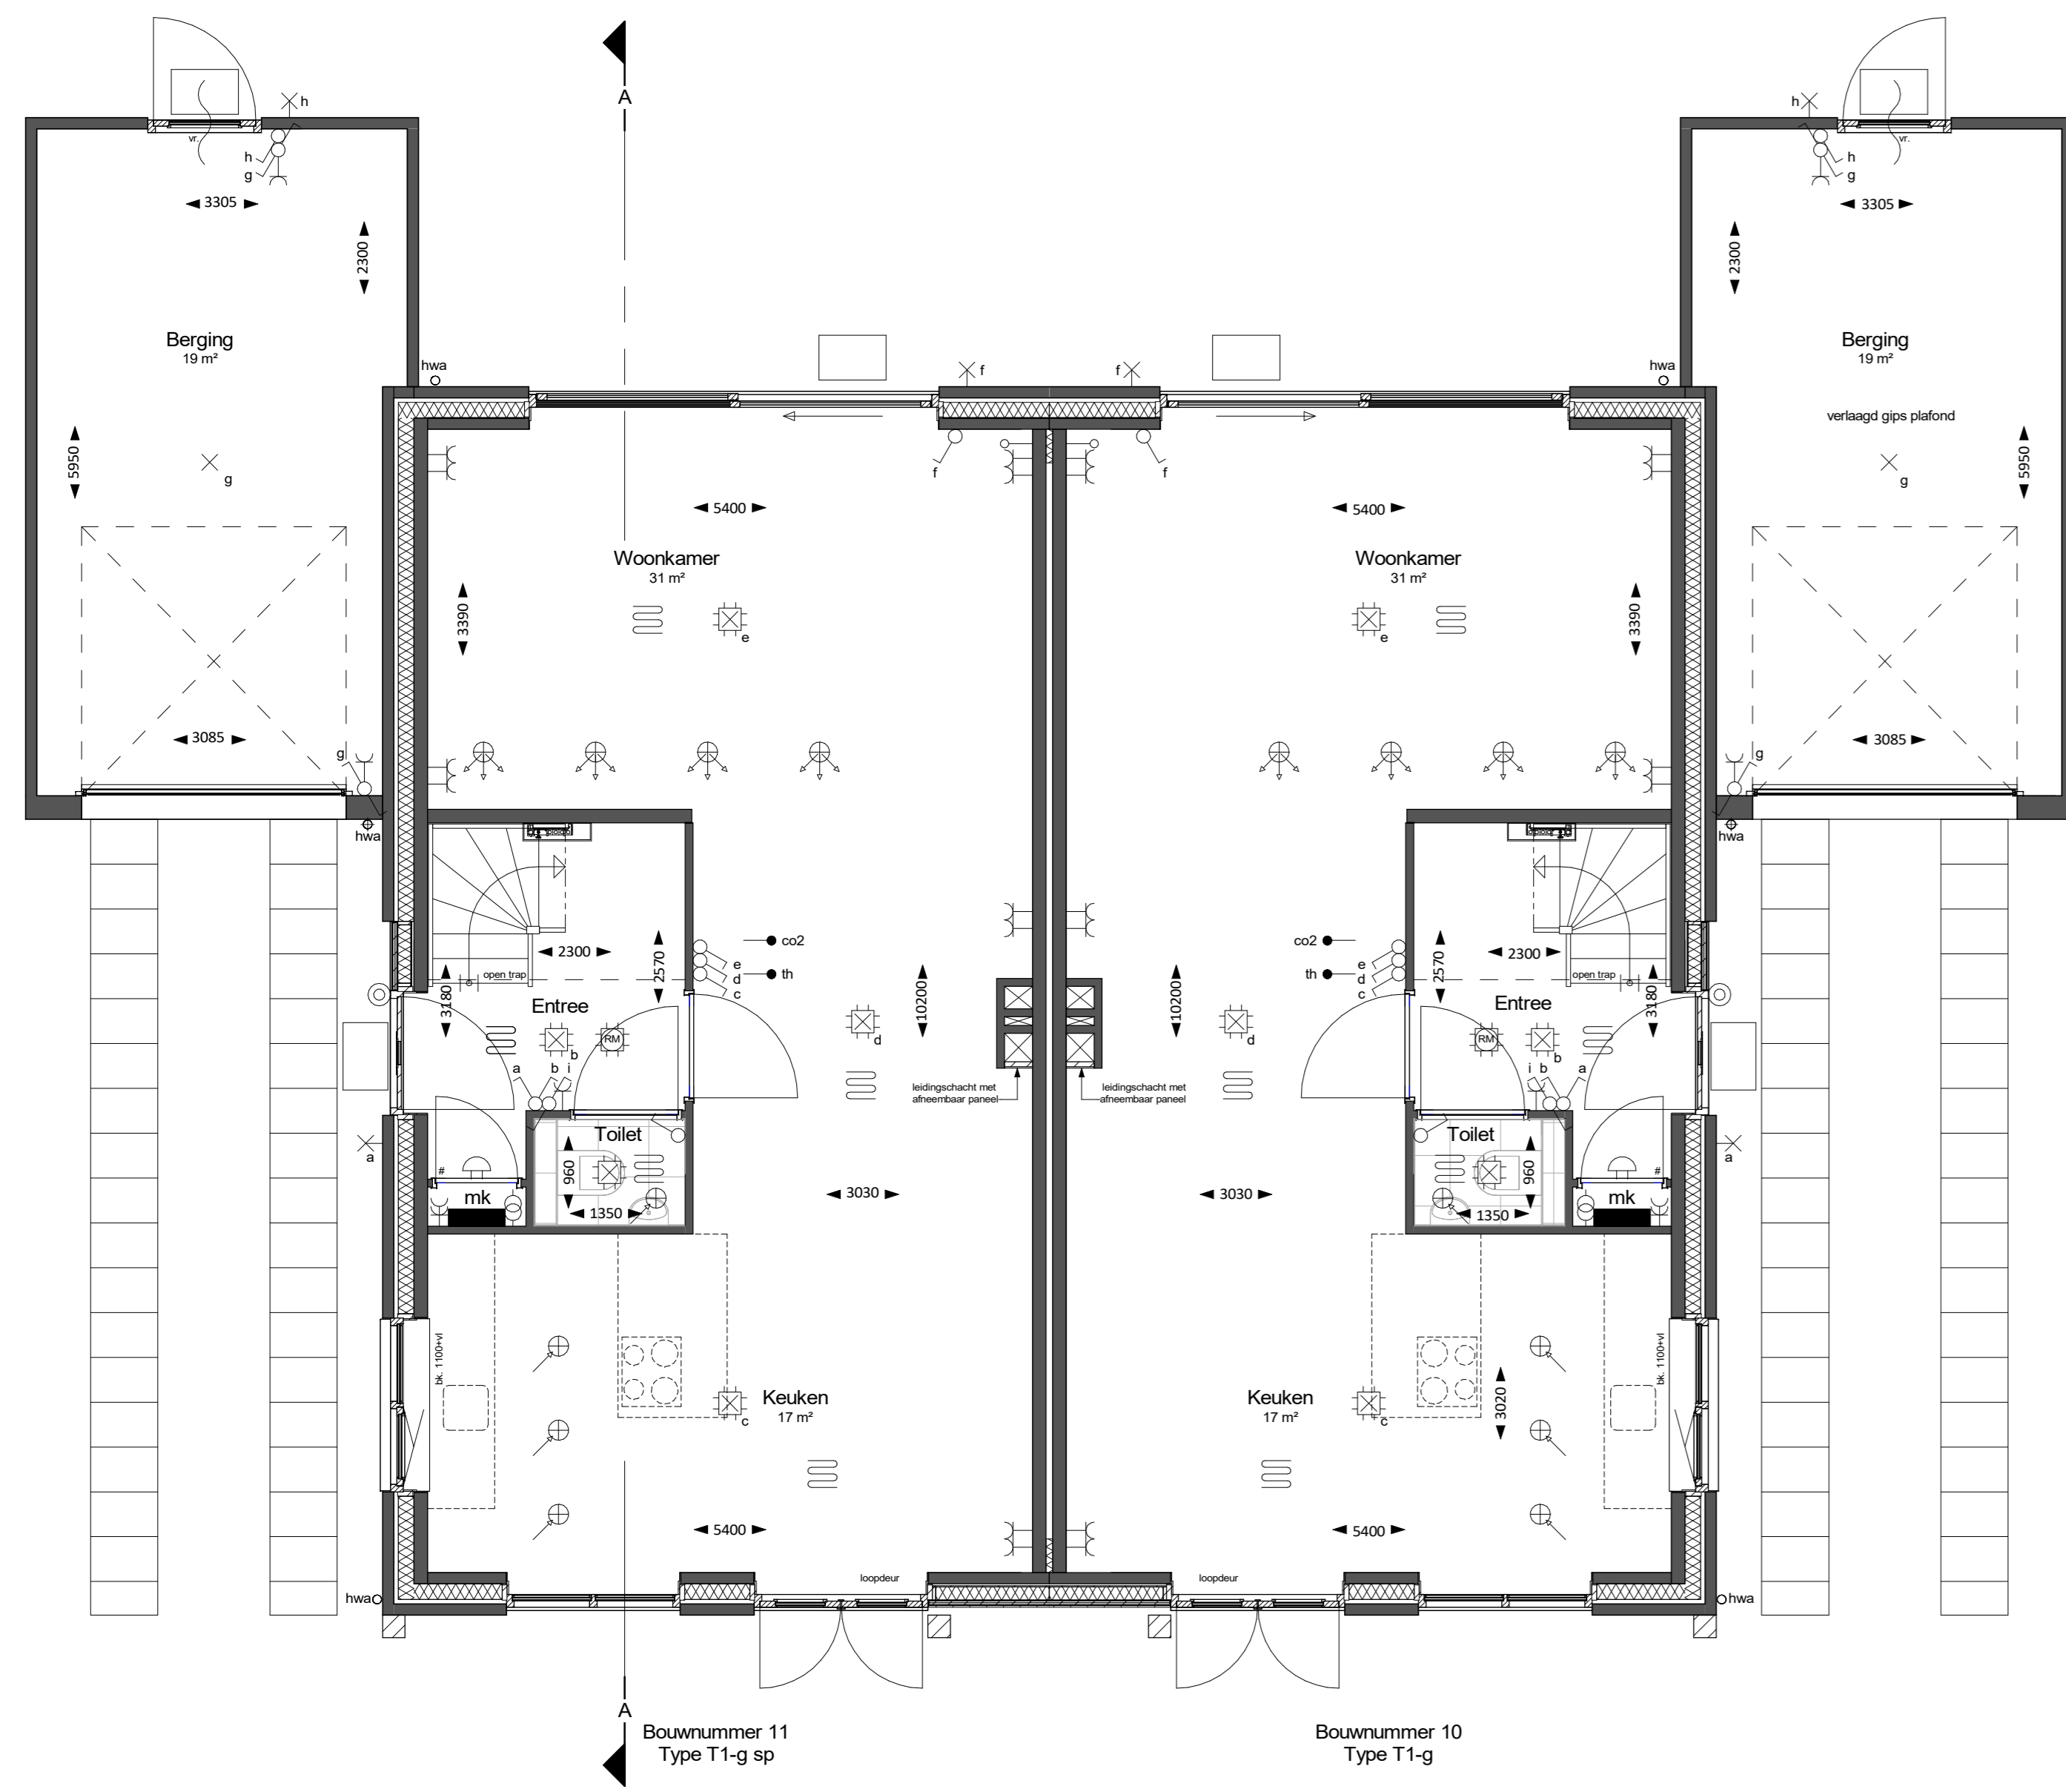 A
h
h
vr.
vr.
h
g
h
g
3305
3305
2300
2300
Berging
19 m²
Berging
19 m²
hwa
f
f
hwa
verlaagd gips plafond
5950
g
f
f
g
5950
5400
5400
Woonkamer
31 m²
Woonkamer
31 m²
3390
e
e
3390
3085
g
g
3085
hwa
hwa
co2
co2
e
d
c
th
e
d
c
th
2300
2570
2570
2300
open trap
open trap
3180
Entree
Entree
3180
10200
10200
RM
RM
b
d
d
b
a
b
i
i
b
a
leidingschacht met
afneembaar paneel
leidingschacht met
afneembaar paneel
a
Toilet
Toilet
a
#
#
960
960
mk
mk
1350
1350
3030
3030
bk. 1100+vl
bk. 1100+vl
Keuken
17 m²
Keuken
17 m²
c
c
3020
5400
5400
loopdeur
loopdeur
hwa
hwa
A
Bouwnummer 11
Type T1-g sp
Bouwnummer 10
Type T1-g